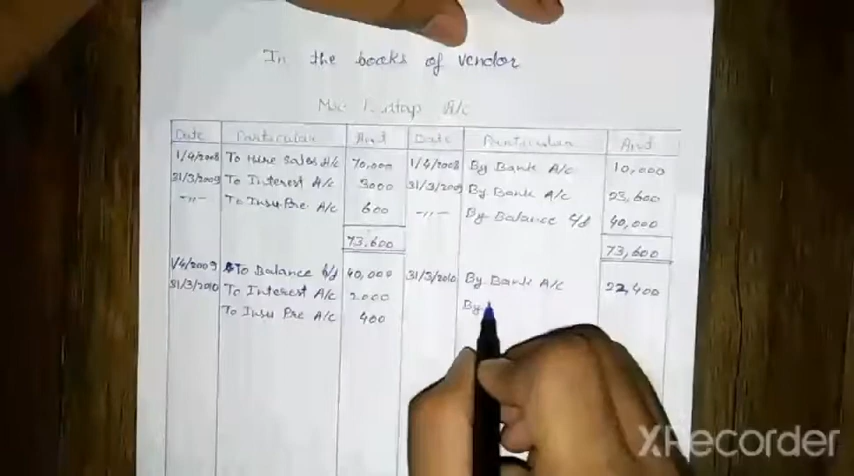 In the books of vendor
A/c
Date Particular Amt Date Particular Amt
1/4/2008 To Hire Sales A/c 70,000 1/4/2008 By Bank A/c 10,000
31/3/2009 To Interest A/c 3000 31/3/2009 By Bank A/c 23,600
-,,- To Insu Pre A/c 600 -,,- By Balance c/d 40,000
73,600 73,600
1/4/2009 To Balance b/d 40,000 31/3/2010 By Bank A/c 22,400
31/3/2010 To Interest A/c 2000 By
To Insu Pre A/c 400
XRecorder